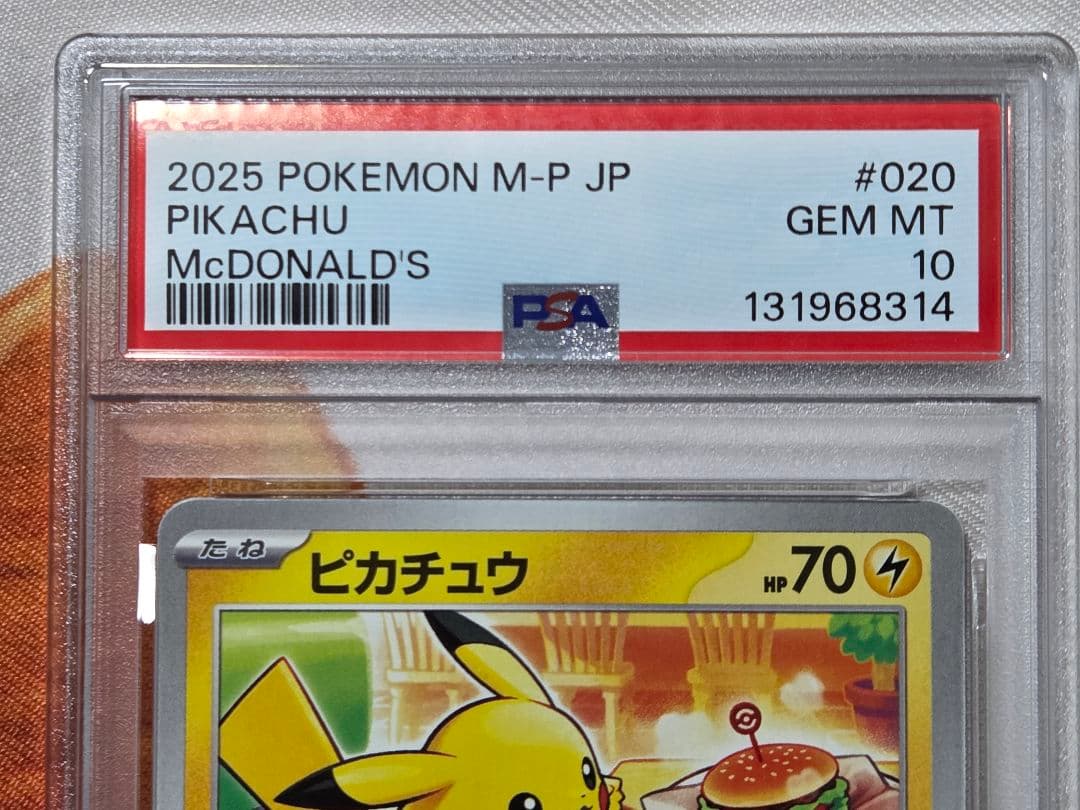 2025 POKEMON M-P JP #020
PIKACHU GEM MT
McDONALD'S 10
PSA 131968314
たね ピカチュウ HP 70